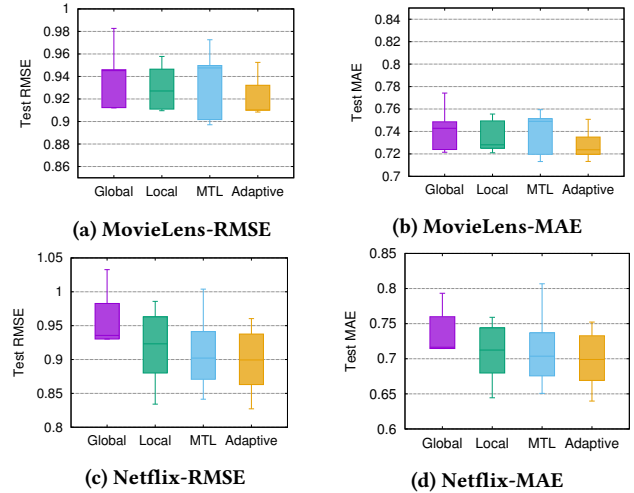 1
0.98
0.96
0.94
0.92
0.9
0.88
0.86
Test RMSE
Global Local MTL Adaptive
(a) MovieLens-RMSE
0.84
0.82
0.8
0.78
0.76
0.74
0.72
0.7
Test MAE
Global Local MTL Adaptive
(b) MovieLens-MAE
1.05
1
0.95
0.9
0.85
0.8
Test RMSE
Global Local MTL Adaptive
(c) Netflix-RMSE
0.85
0.8
0.75
0.7
0.65
0.6
Test MAE
Global Local MTL Adaptive
(d) Netflix-MAE